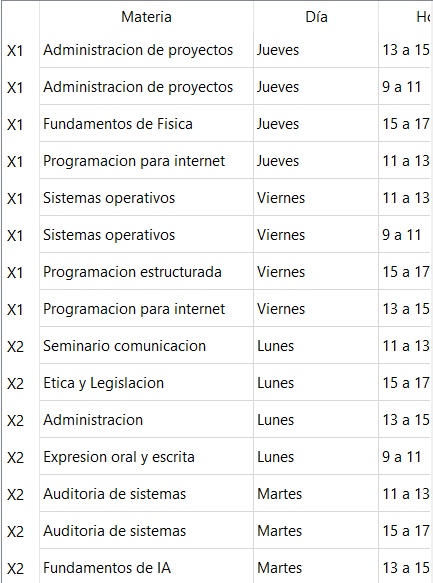 Materia Día Ho
X1 Administracion de proyectos Jueves 13 a 15
X1 Administracion de proyectos Jueves 9 a 11
X1 Fundamentos de Fisica Jueves 15 a 17
X1 Programacion para internet Jueves 11 a 13
X1 Sistemas operativos Viernes 11 a 13
X1 Sistemas operativos Viernes 9 a 11
X1 Programacion estructurada Viernes 15 a 17
X1 Programacion para internet Viernes 13 a 15
X2 Seminario comunicacion Lunes 11 a 13
X2 Etica y Legislacion Lunes 15 a 17
X2 Administracion Lunes 13 a 15
X2 Expresion oral y escrita Lunes 9 a 11
X2 Auditoria de sistemas Martes 11 a 13
X2 Auditoria de sistemas Martes 15 a 17
X2 Fundamentos de IA Martes 13 a 15